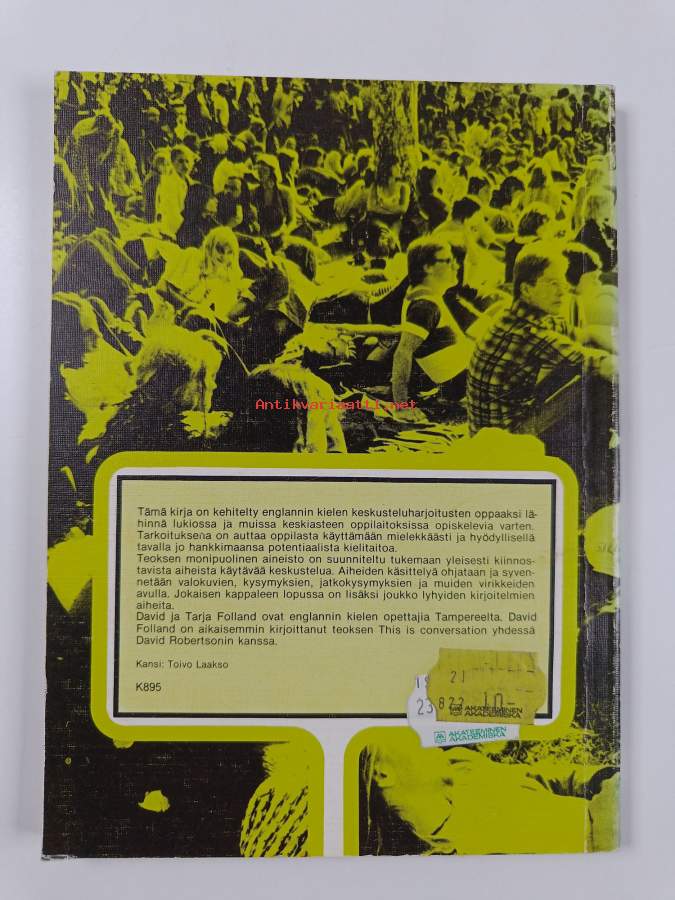 Antikvariaatti.net
Tämä kirja on kehitelty englannin kielen keskusteluharjoitusten oppaaksi lä-
hinnä lukiossa ja muissa keskiasteen oppilaitoksissa opiskelevia varten.
Tarkoituksena on auttaa oppilasta käyttämään mielekkäästi ja hyödyllisellä
tavalla jo hankkimaansa potentiaalista kielitaitoa.
Teoksen monipuolinen aineisto on suunniteltu tukemaan yleisesti kiinnos-
tavista aiheista käytävää keskustelua. Aiheiden käsittelyä ohjataan ja syven-
netään valokuvien, kysymyksien, jatkokysymyksien ja muiden virikkeiden
avulla. Jokaisen kappaleen lopussa on lisäksi joukko lyhyiden kirjoitelmien
aiheita.
David ja Tarja Folland ovat englannin kielen opettajia Tampereelta. David
Folland on aikaisemmin kirjoittanut teoksen This is conversation yhdessä
David Robertsonin kanssa.
Kansi: Toivo Laakso
K895
21
23 822 10-
AKATEEMINEN
AKADEMISKA
AKATEEMINEN
AKADEMISKA